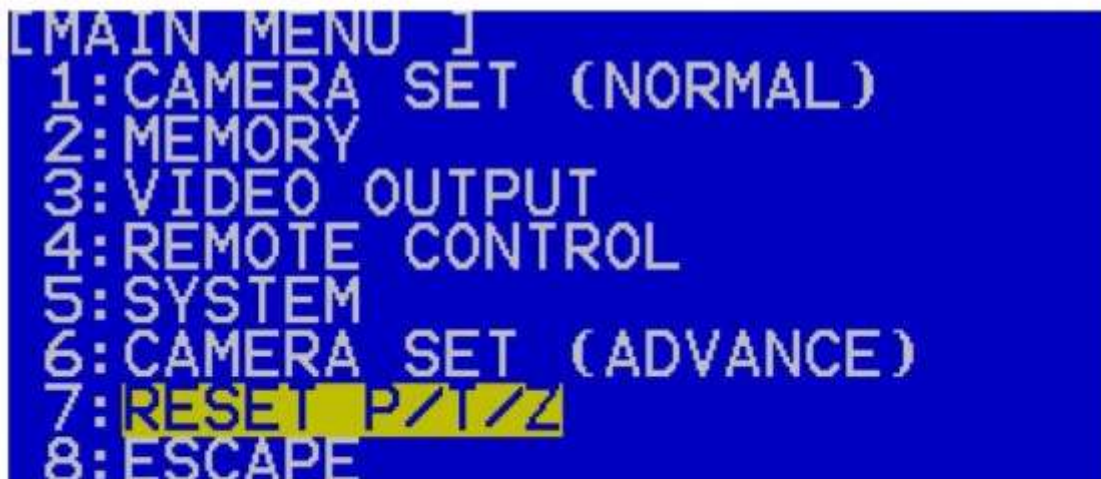 [MAIN MENU ]
1:CAMERA SET (NORMAL)
2:MEMORY
3:VIDEO OUTPUT
4:REMOTE CONTROL
5:SYSTEM
6:CAMERA SET (ADVANCE)
7:RESET P/T/Z
8:ESCAPE